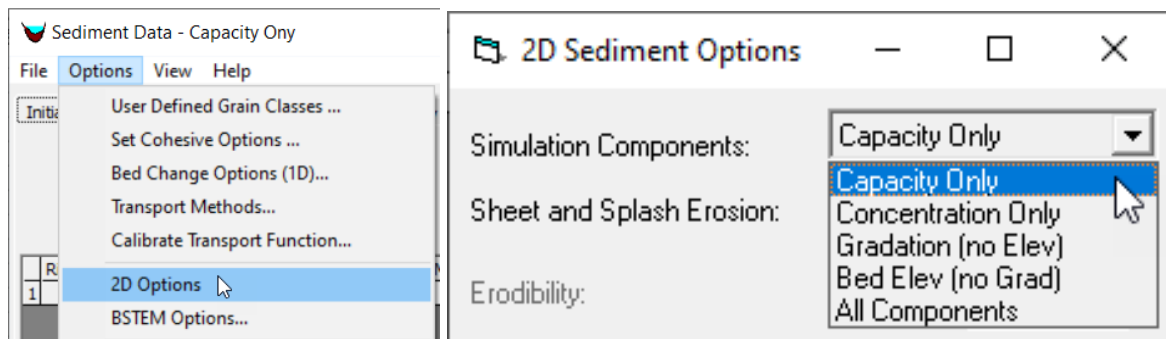 Sediment Data - Capacity Ony
File Options View Help
User Defined Grain Classes ...
Set Cohesive Options ...
Bed Change Options (1D)...
Transport Methods...
Calibrate Transport Function...
2D Options
BSTEM Options...
1
2D Sediment Options
Simulation Components:
Capacity Only
Capacity Only
Concentration Only
Gradation (no Elev)
Bed Elev (no Grad)
All Components
Sheet and Splash Erosion:
Erodibility: